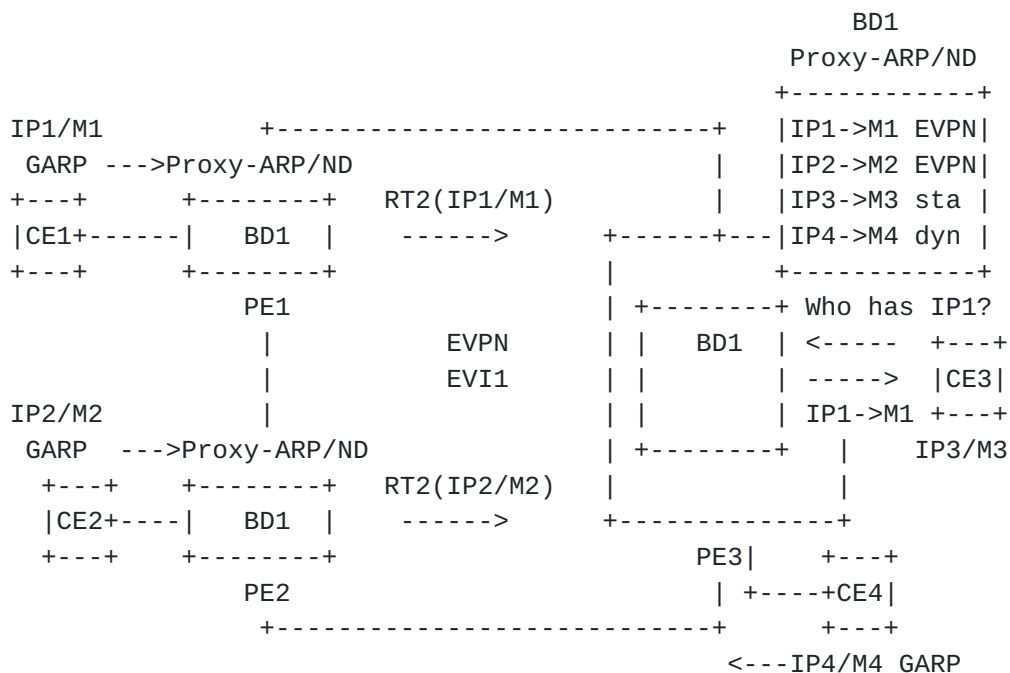 BD1
                                                  Proxy-ARP/ND
                                                 +------------+
IP1/M1          +----------------------------+   |IP1->M1 EVPN|
 GARP --->Proxy-ARP/ND                       |   |IP2->M2 EVPN|
+---+      +--------+   RT2(IP1/M1)          |   |IP3->M3 sta |
|CE1+------|   BD1  |    ------>      +------+---|IP4->M4 dyn |
+---+      +--------+                 |          +------------+
               PE1                    | +--------+ Who has IP1?
                |           EVPN      | |   BD1  | <-----  +---+
                |           EVI1      | |        | ----->  |CE3|
IP2/M2          |                     | |        | IP1->M1 +---+
 GARP  --->Proxy-ARP/ND               | +--------+   |    IP3/M3
  +---+    +--------+   RT2(IP2/M2)   |              |
  |CE2+----|   BD1  |    ------>      +--------------+
  +---+    +--------+                       PE3|    +---+
               PE2                           | +----+CE4|
                +----------------------------+      +---+
                                              <---IP4/M4 GARP